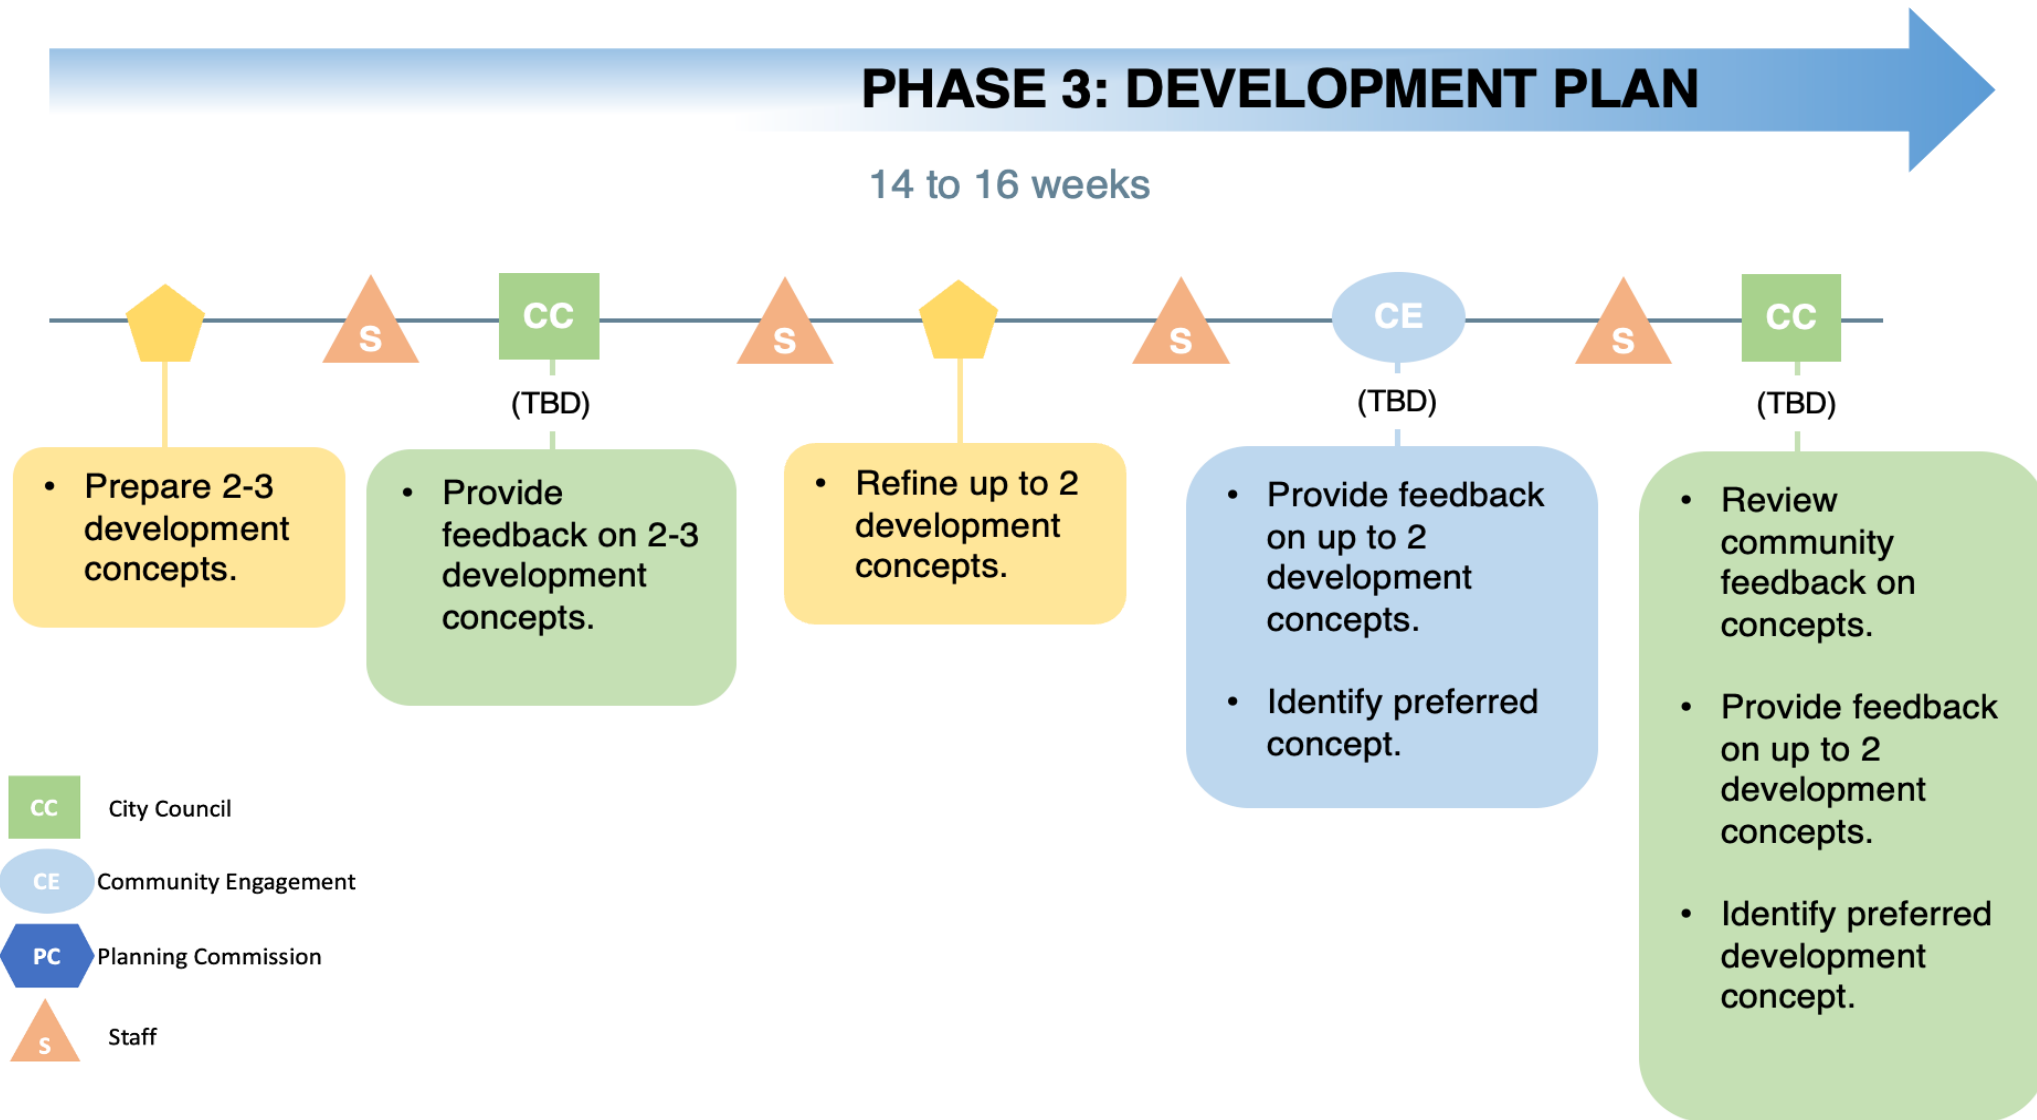 PHASE 3: DEVELOPMENT PLAN
14 to 16 weeks
S
CC
S
S
CE
S
CC
(TBD)
(TBD)
(TBD)
• Prepare 2-3
development
concepts.
• Provide
feedback on 2-3
development
concepts.
• Refine up to 2
development
concepts.
• Provide feedback
on up to 2
development
concepts.
• Identify preferred
concept.
• Review
community
feedback on
concepts.
• Provide feedback
on up to 2
development
concepts.
• Identify preferred
development
concept.
CC City Council
CE Community Engagement
PC Planning Commission
S Staff